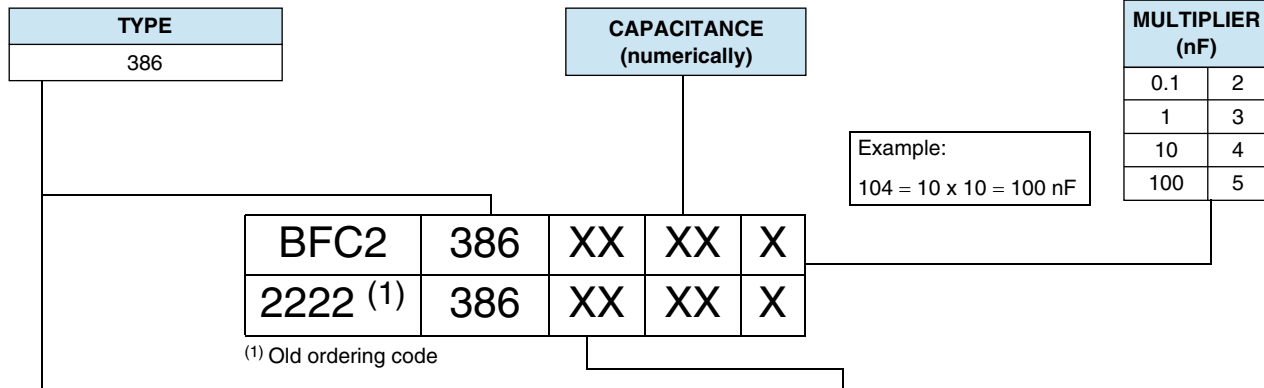 TYPE
386
CAPACITANCE
(numerically)
MULTIPLIER
(nF)
0.1 2
1 3
10 4
100 5
Example:
104 = 10 x 10 = 100 nF
BFC2 386 XX XX X
2222 (1) 386 XX XX X
(1) Old ordering code